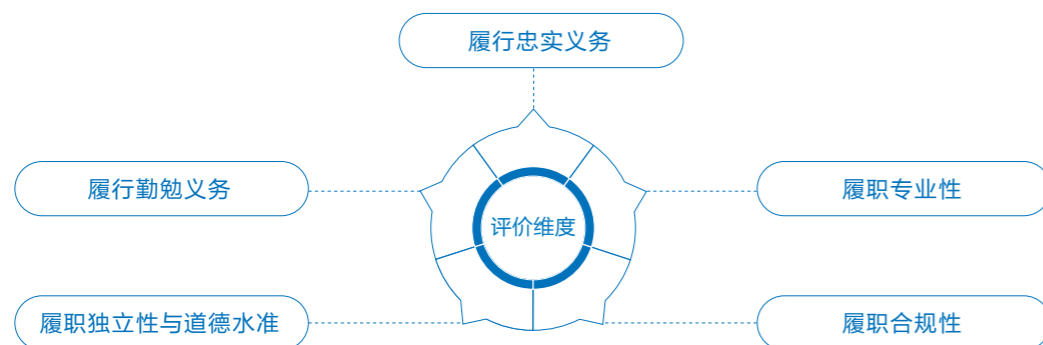 履行忠实义务
履行勤勉义务
履职专业性
评价维度
履职独立性与道德水准
履职合规性